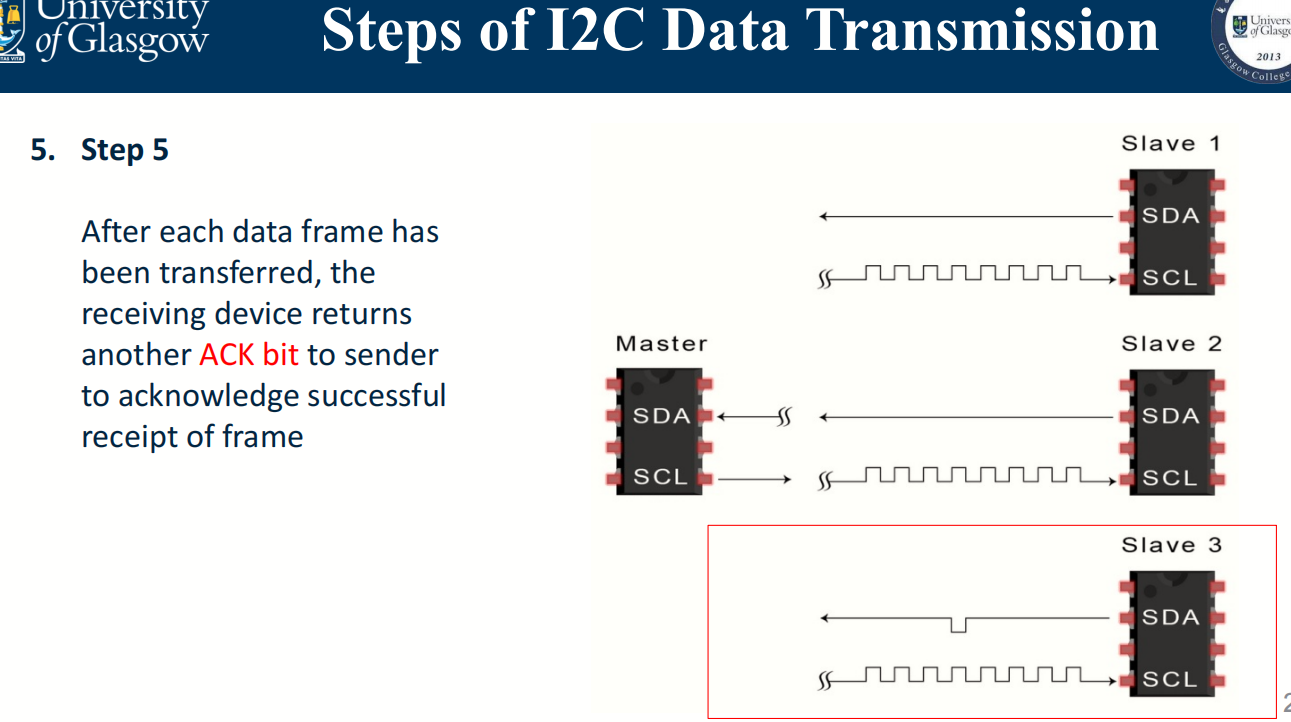 University
of Glasgow
Steps of I2C Data Transmission
Univers
of Glasgo
2013
Glasgow College
5. Step 5
After each data frame has
been transferred, the
receiving device returns
another ACK bit to sender
to acknowledge successful
receipt of frame
Slave 1
SDA
SCL
Master
SDA
SCL
Slave 2
SDA
SCL
Slave 3
SDA
SCL
2